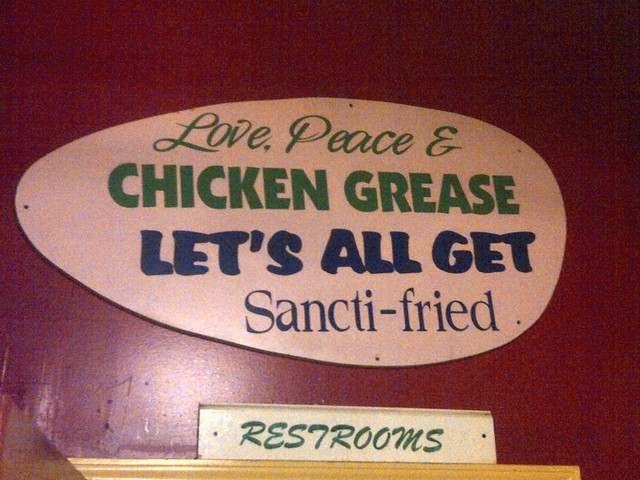 Love, Peace &
CHICKEN GREASE
LET'S ALL GET
Sancti-fried
RESTROOMS